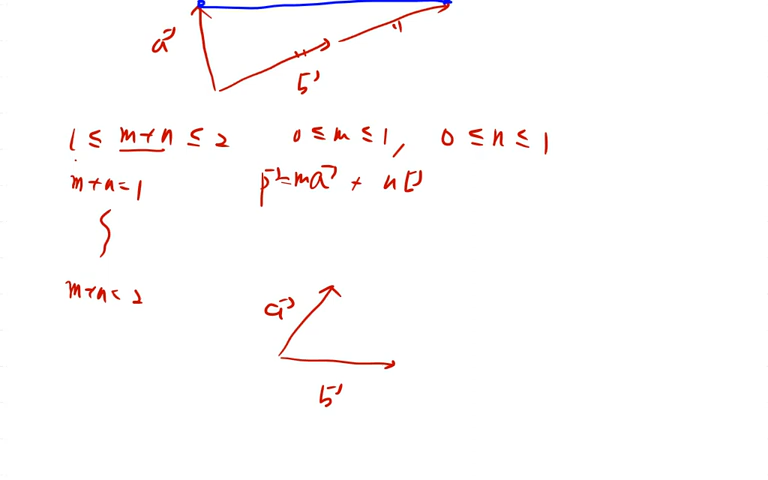 a⃗
b⃗
1 ≤ m+n ≤ 2 0 ≤ m ≤ 1, 0 ≤ n ≤ 1
m+n=1 p⃗=ma⃗ + nb⃗
m+n=2
a⃗
b⃗